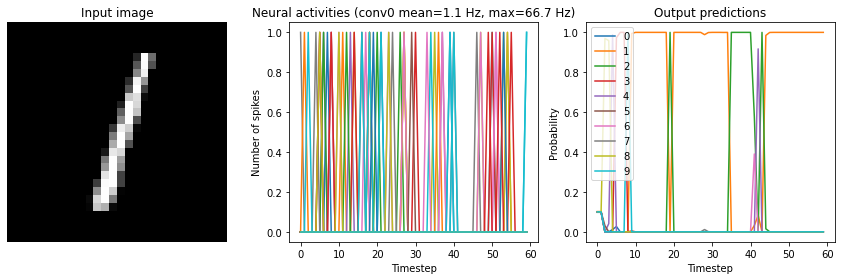 Input image
Neural activities (conv0 mean=1.1 Hz, max=66.7 Hz)
Output predictions
Number of spikes
1.0
0.8
0.6
0.4
0.2
0.0
0 10 20 30 40 50 60
Timestep
Probability
1.0
0.8
0.6
0.4
0.2
0.0
0
1
2
3
4
5
6
7
8
9
0 10 20 30 40 50 60
Timestep